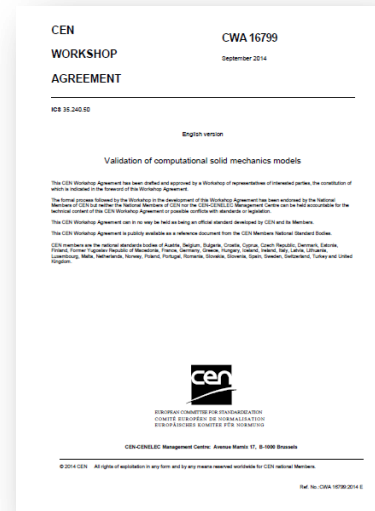 CEN
WORKSHOP
AGREEMENT
CWA 16799
September 2014
ICS 35.240.50
English version
Validation of computational solid mechanics models
This CEN Workshop Agreement has been drafted and approved by a Workshop of representatives of interested parties, the constitution of
which is indicated in the foreword of this Workshop Agreement.
The formal process followed by the Workshop in the development of this Workshop Agreement has been endorsed by the National
Members of CEN but neither the National Members of CEN nor the CEN-CENELEC Management Centre can be held accountable for the
technical content of this CEN Workshop Agreement or possible conflicts with standards or legislation.
This CEN Workshop Agreement can in no way be held as being an official standard developed by CEN and its Members.
This CEN Workshop Agreement is publicly available as a reference document from the CEN Members National Standard Bodies.
CEN members are the national standards bodies of Austria, Belgium, Bulgaria, Croatia, Cyprus, Czech Republic, Denmark, Estonia,
Finland, Former Yugoslav Republic of Macedonia, France, Germany, Greece, Hungary, Iceland, Ireland, Italy, Latvia, Lithuania,
Luxembourg, Malta, Netherlands, Norway, Poland, Portugal, Romania, Slovakia, Slovenia, Spain, Sweden, Switzerland, Turkey and United
Kingdom.
cen
EUROPEAN COMMITTEE FOR STANDARDIZATION
COMITÉ EUROPÉEN DE NORMALISATION
EUROPÄISCHES KOMITEE FÜR NORMUNG
CEN-CENELEC Management Centre: Avenue Marnix 17, B-1000 Brussels
© 2014 CEN All rights of exploitation in any form and by any means reserved worldwide for CEN national Members.
Ref. No.:CWA 16799:2014 E